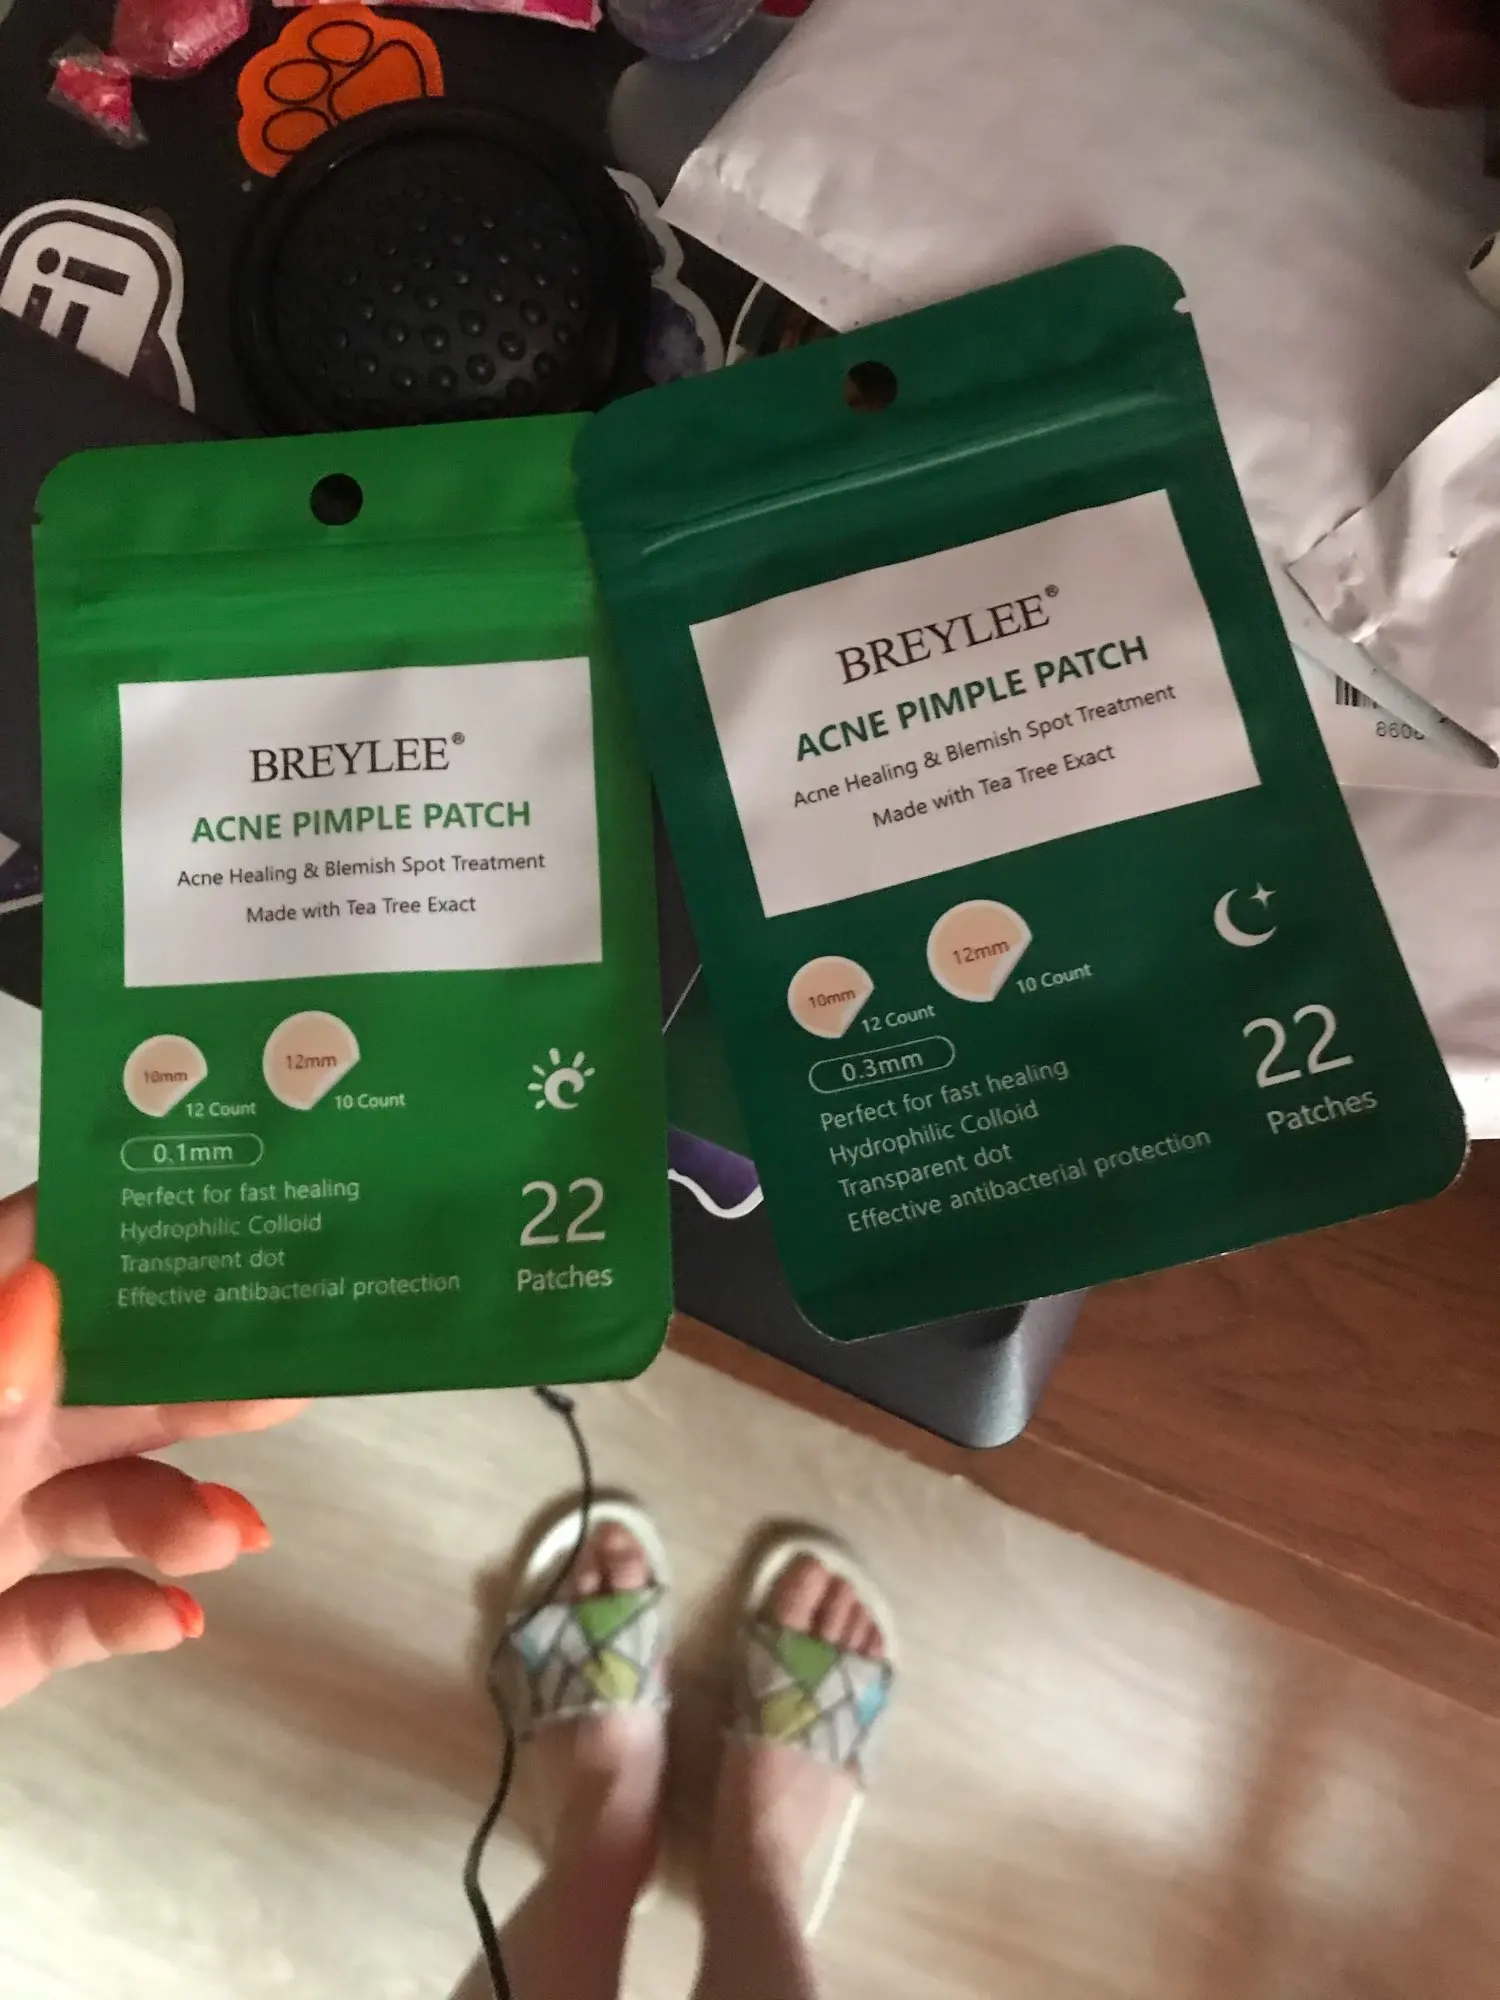 BREYLEE®
ACNE PIMPLE PATCH
Acne Healing & Blemish Spot Treatment
Made with Tea Tree Exact
10mm
12 Count
12mm
10 Count
0.1mm
Perfect for fast healing
Hydrophilic Colloid
Transparent dot
Effective antibacterial protection
22
Patches
BREYLEE®
ACNE PIMPLE PATCH
Acne Healing & Blemish Spot Treatment
Made with Tea Tree Exact
10mm
12 Count
12mm
10 Count
0.3mm
Perfect for fast healing
Hydrophilic Colloid
Transparent dot
Effective antibacterial protection
22
Patches